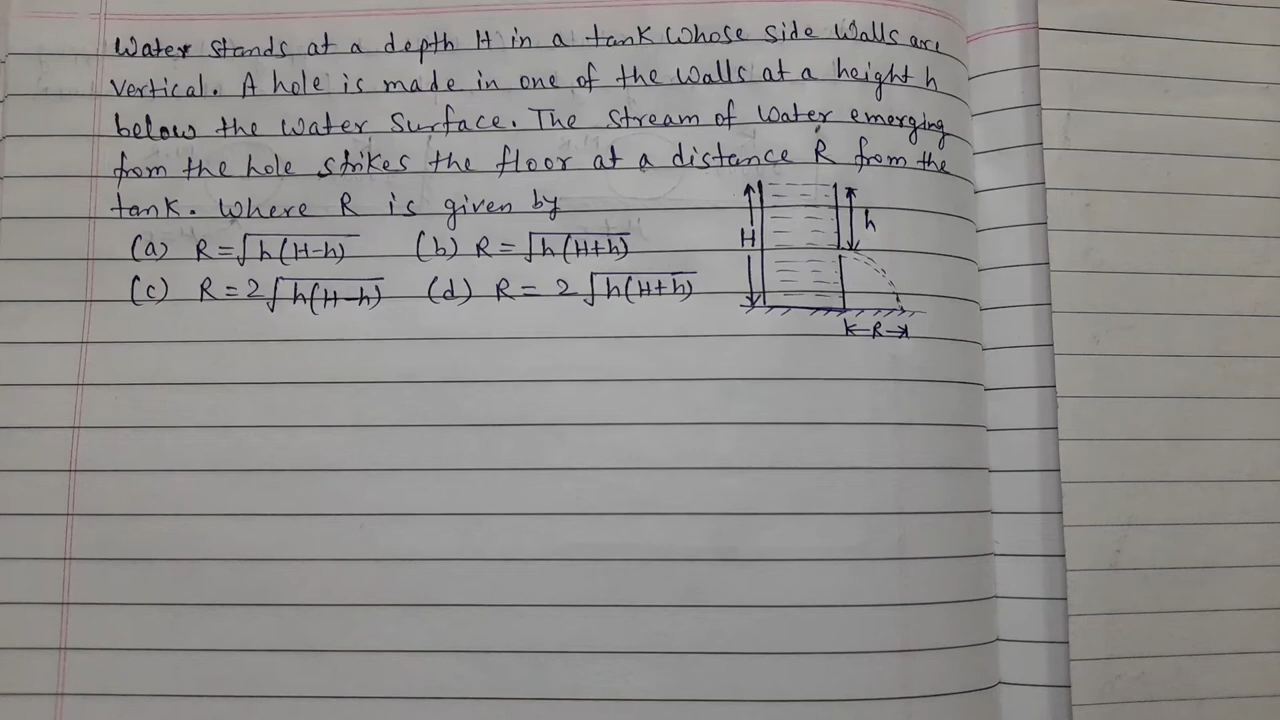 Water stands at a depth H in a tank whose side walls are
vertical. A hole is made in one of the walls at a height h
below the water surface. The stream of water emerging
from the hole strikes the floor at a distance R from the
tank. Where R is given by
(a) R=√h(H-h) (b) R=√h(H+h)
(c) R=2√h(H-h) (d) R= 2√h(H+h)
H
h
R